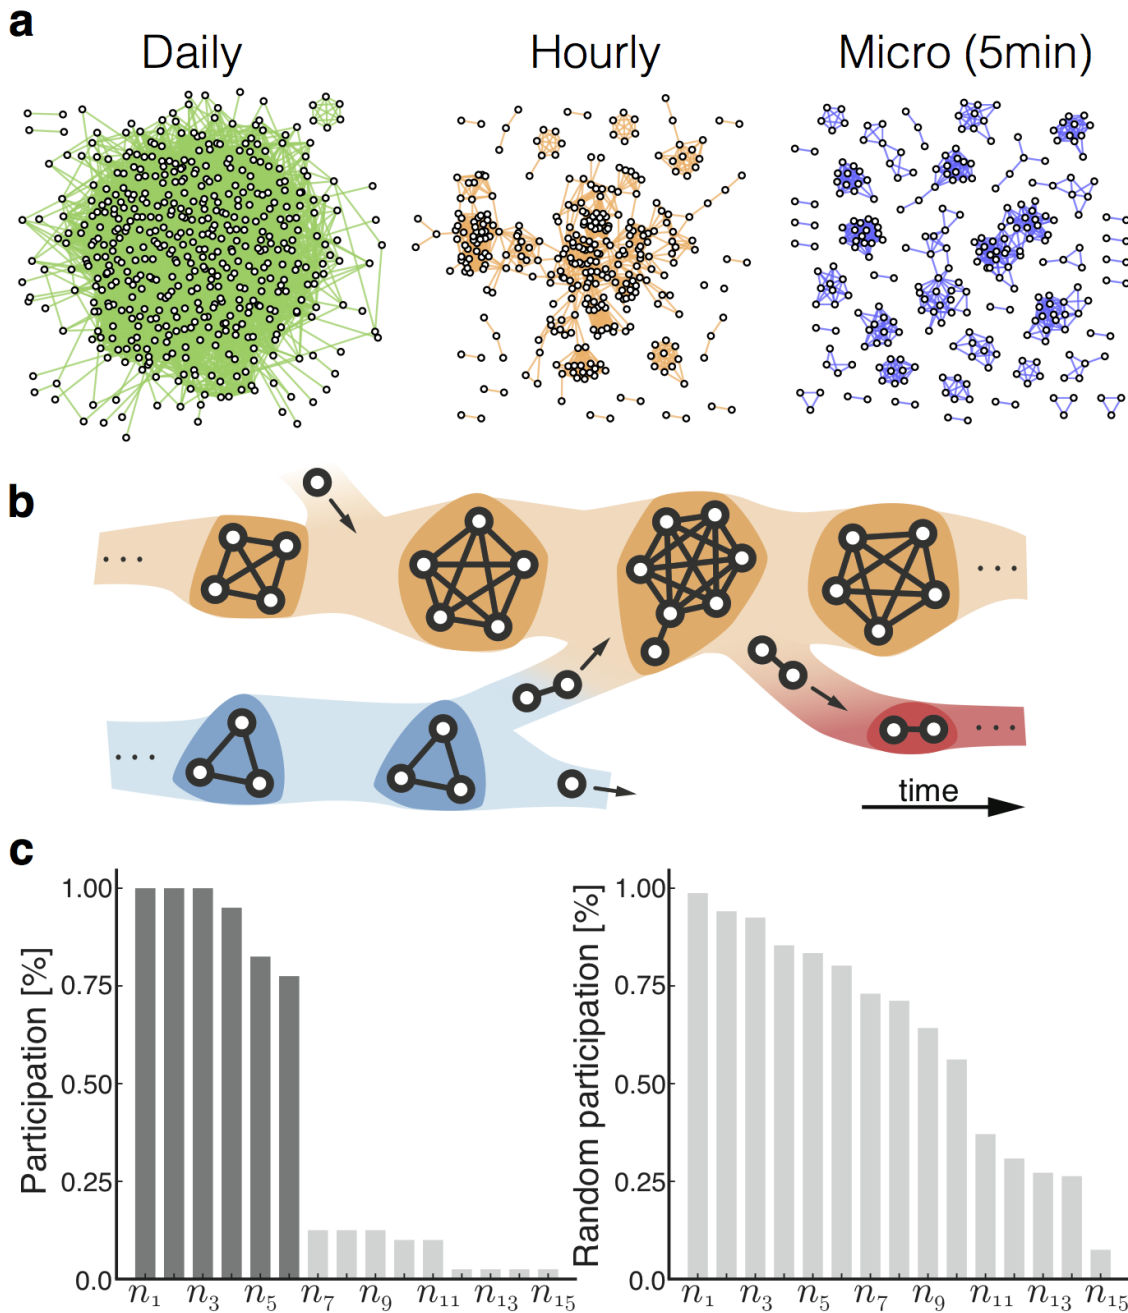 a
Daily Hourly Micro (5min)
b
...
...
...
...
time
c
Participation [%]
1.00
0.75
0.50
0.25
0.0
n1 n3 n5 n7 n9 n11 n13 n15
Random participation [%]
1.00
0.75
0.50
0.25
0.0
n1 n3 n5 n7 n9 n11 n13 n15